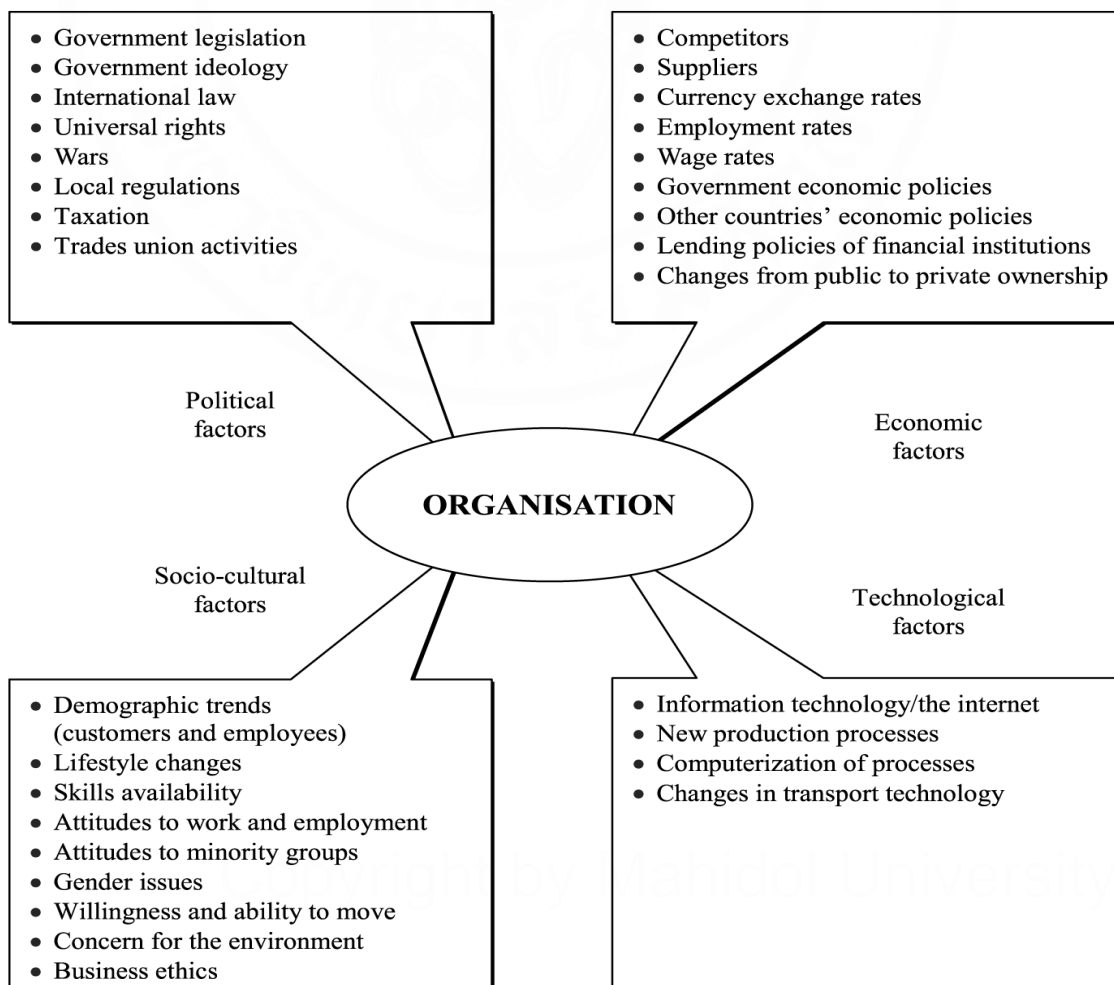 • Government legislation
• Government ideology
• International law
• Universal rights
• Wars
• Local regulations
• Taxation
• Trades union activities
• Competitors
• Suppliers
• Currency exchange rates
• Employment rates
• Wage rates
• Government economic policies
• Other countries’ economic policies
• Lending policies of financial institutions
• Changes from public to private ownership
Political
factors
Economic
factors
ORGANISATION
Socio-cultural
factors
Technological
factors
• Demographic trends
(customers and employees)
• Lifestyle changes
• Skills availability
• Attitudes to work and employment
• Attitudes to minority groups
• Gender issues
• Willingness and ability to move
• Concern for the environment
• Business ethics
• Information technology/the internet
• New production processes
• Computerization of processes
• Changes in transport technology
Copyright by Mahidol University